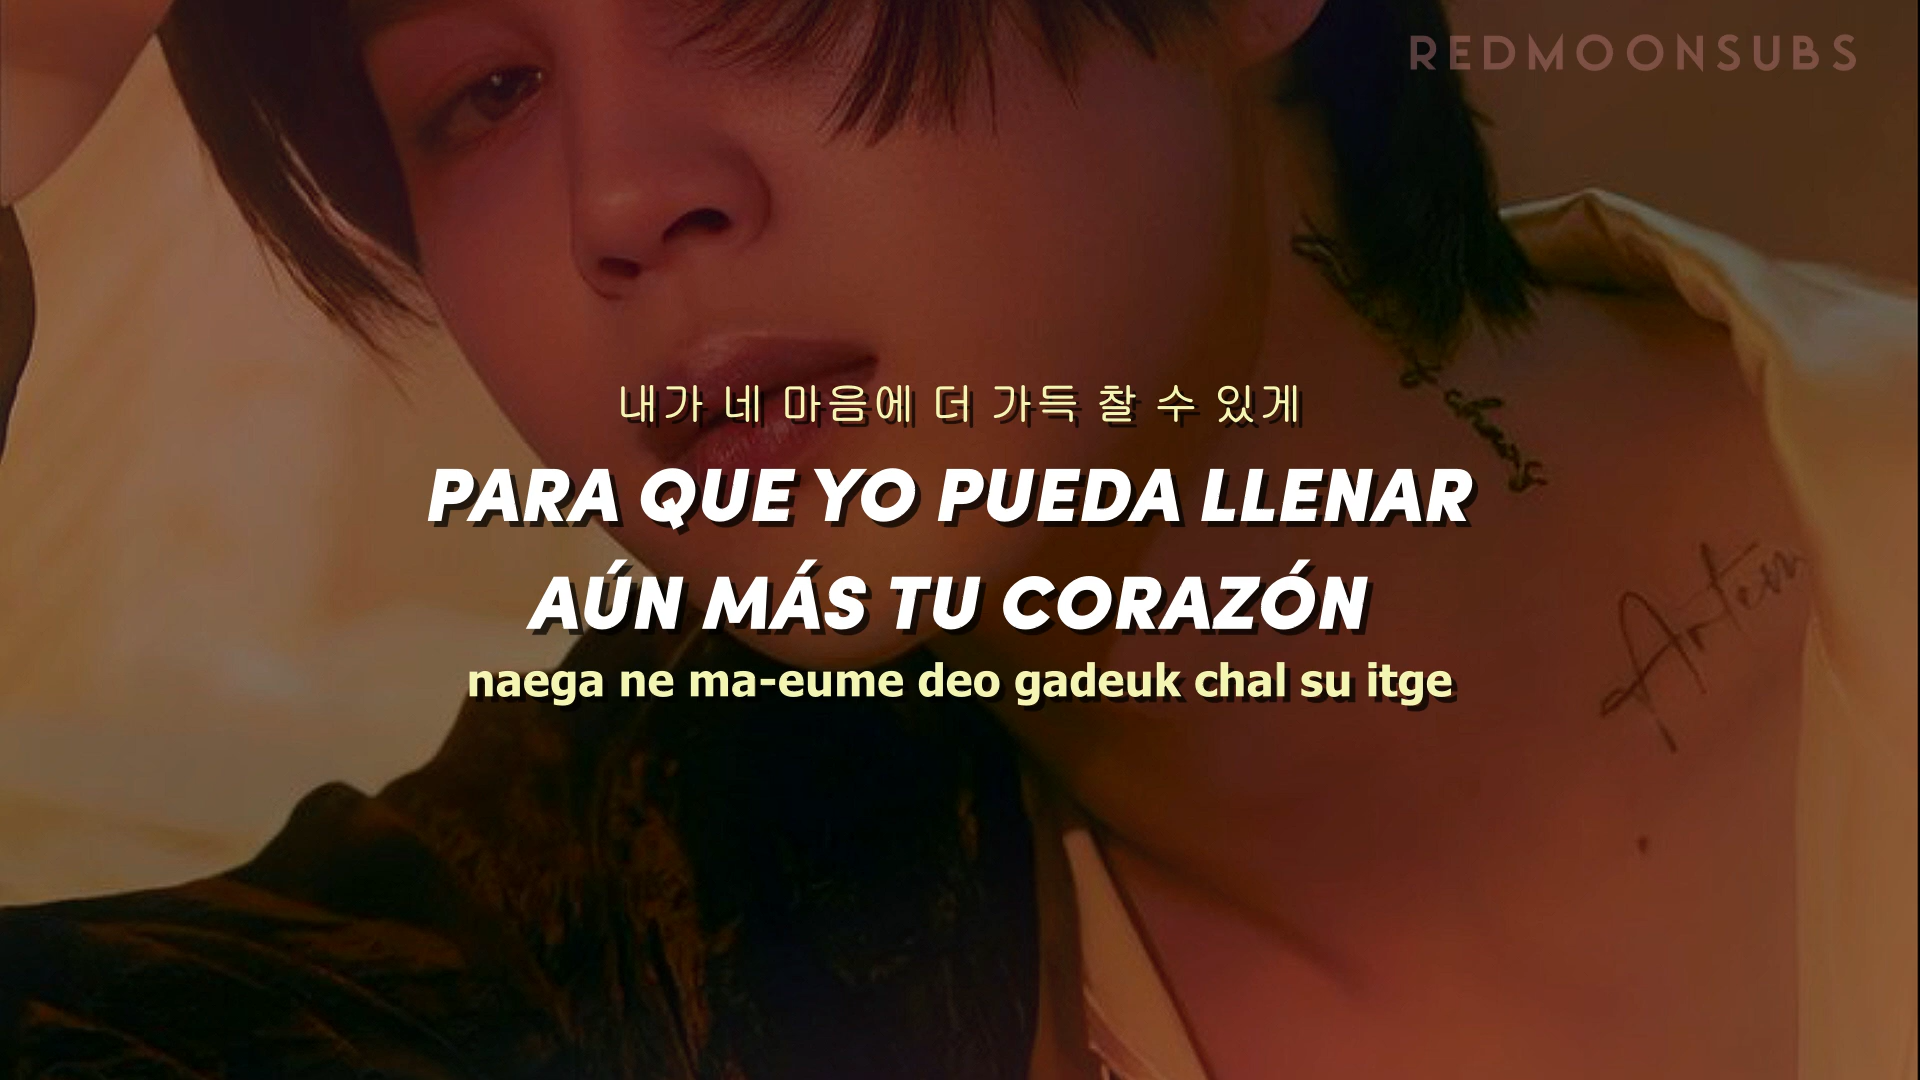 REDMOONSUBS
내가 네 마음에 더 가득 찰 수 있게
PARA QUE YO PUEDA LLENAR
AÚN MÁS TU CORAZÓN
naega ne ma-eume deo gadeuk chal su itge